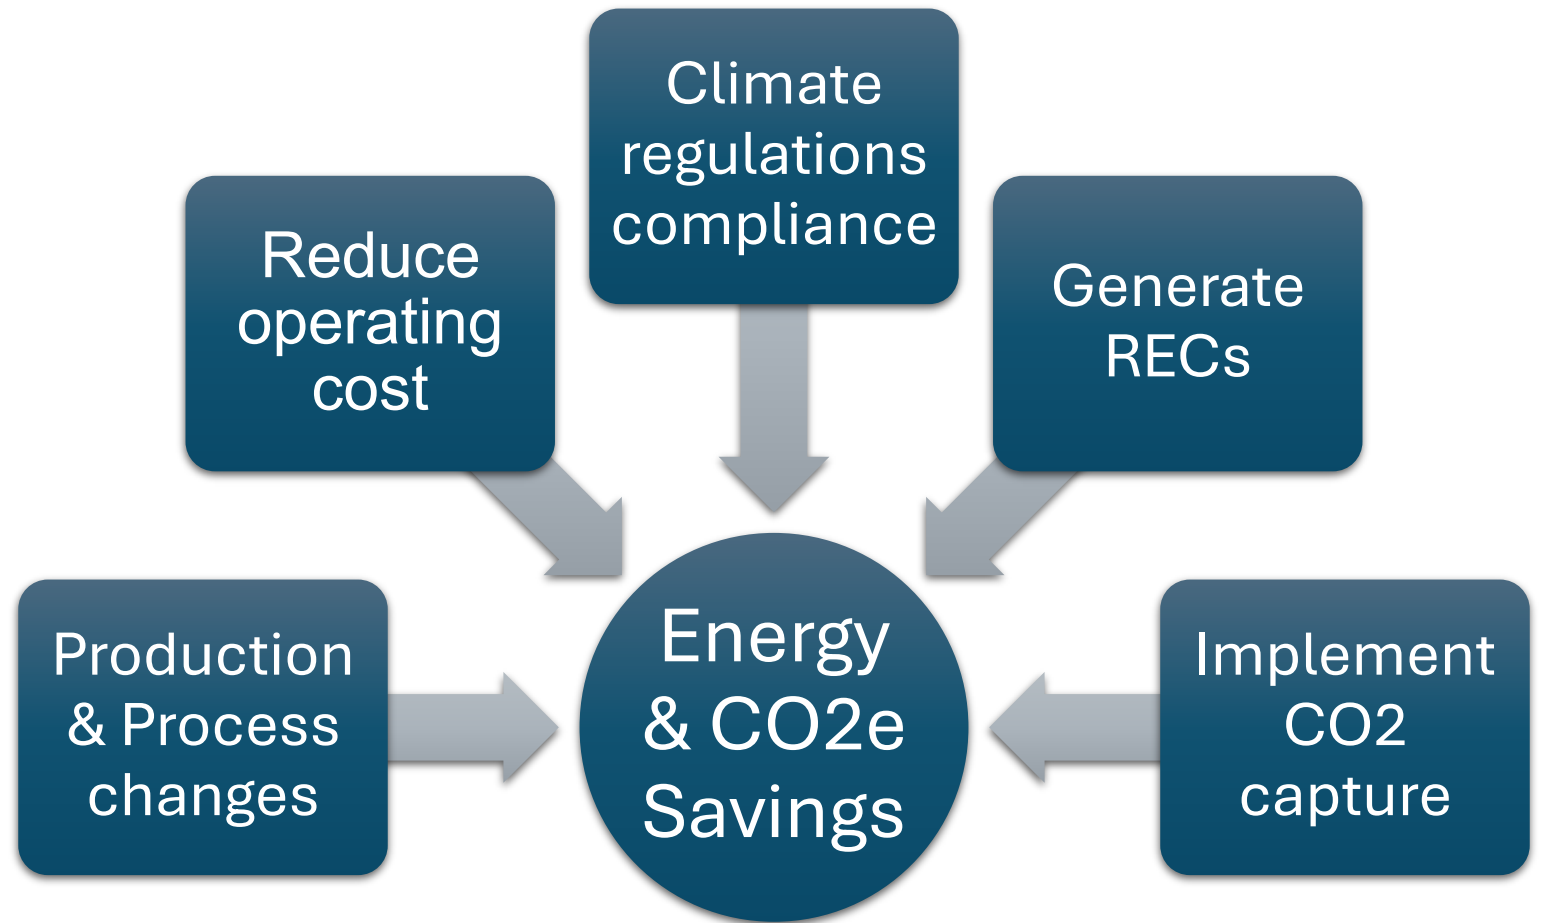 Climate
regulations
compliance
Reduce
operating
cost
Generate
RECs
Production
& Process
changes
Energy
& CO2e
Savings
Implement
CO2
capture